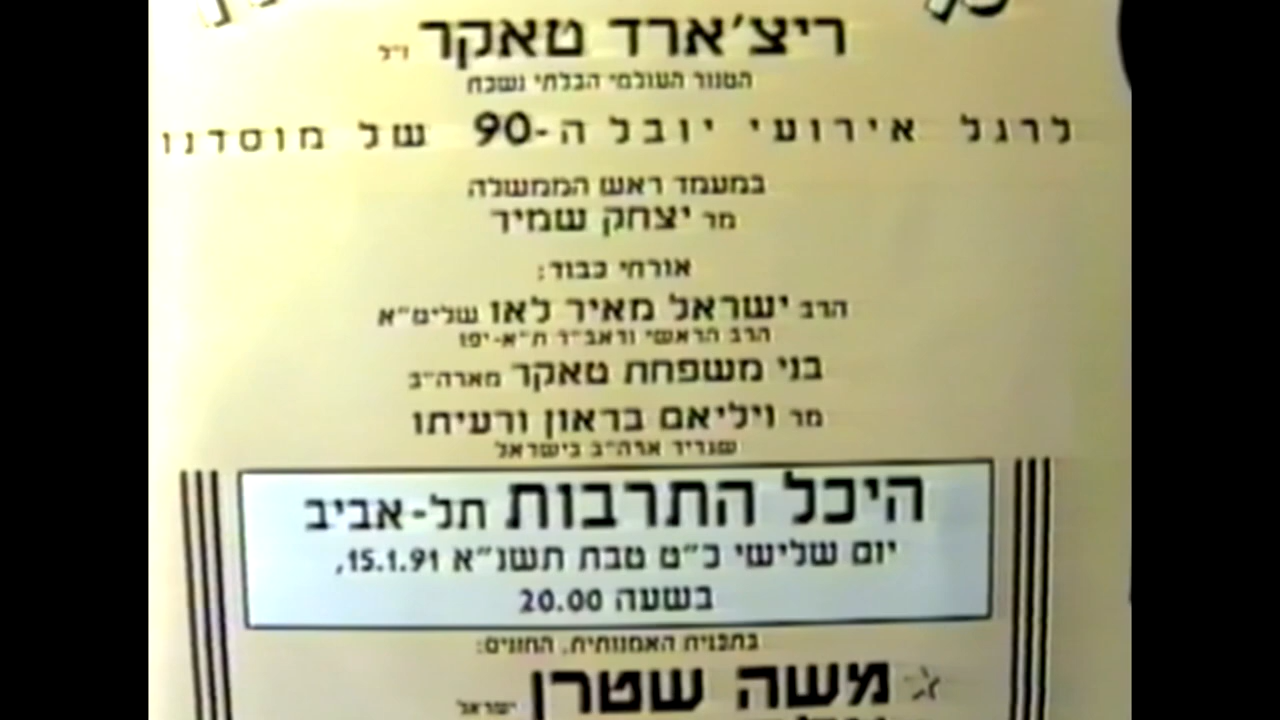 ריצ'ארד טאקר ז"ל
הטנור העולמי הבלתי נשכח
לרגל אירועי יובל ה-90 של מוסדנו
במעמד ראש הממשלה
מר יצחק שמיר
אורחי כבוד:
הרב ישראל מאיר לאו שליט"א
הרב הראשי וראב"ד ת"א-יפו
בני משפחת טאקר מארה"ב
מר ויליאם בראון ורעיתו
שגריר ארה"ב בישראל
היכל התרבות תל-אביב
יום שלישי כ"ט טבת תשנ"א 15.1.91,
בשעה 20.00
בתכנית האמנותית, החזנים:
משה שטרן ישראל